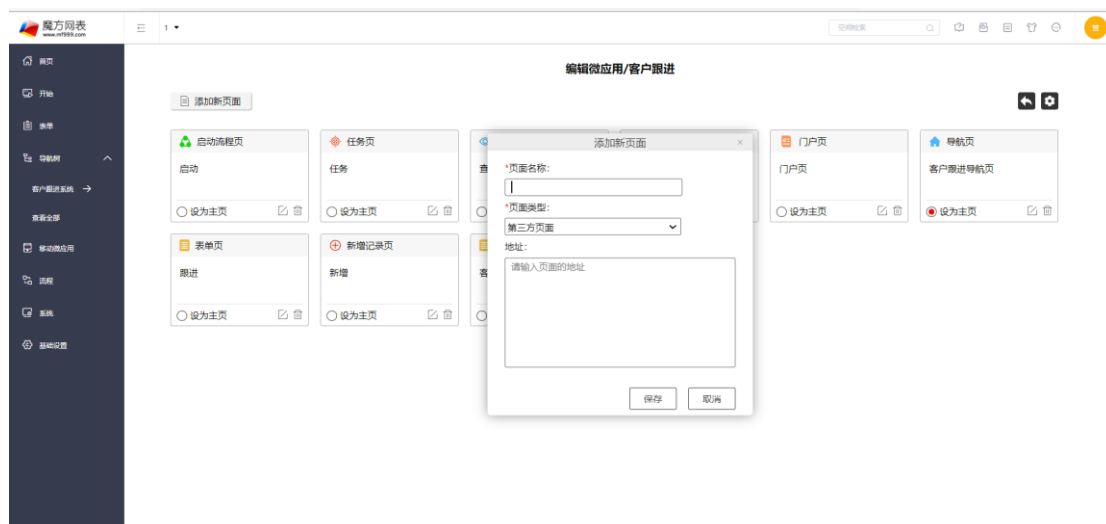 魔方网表
www.mf999.com
1
空间检索
首页
开始
表单
导航树
客户跟进系统
查看全部
移动微应用
流程
系统
基础设置
编辑微应用/客户跟进
添加新页面
启动流程页
启动
设为主页
任务页
任务
设为主页
查
门户页
门户页
设为主页
导航页
客户跟进导航页
设为主页
表单页
跟进
设为主页
新增记录页
新增
设为主页
客
添加新页面
×
*页面名称:
*页面类型:
第三方页面
地址:
请输入页面的地址
保存
取消